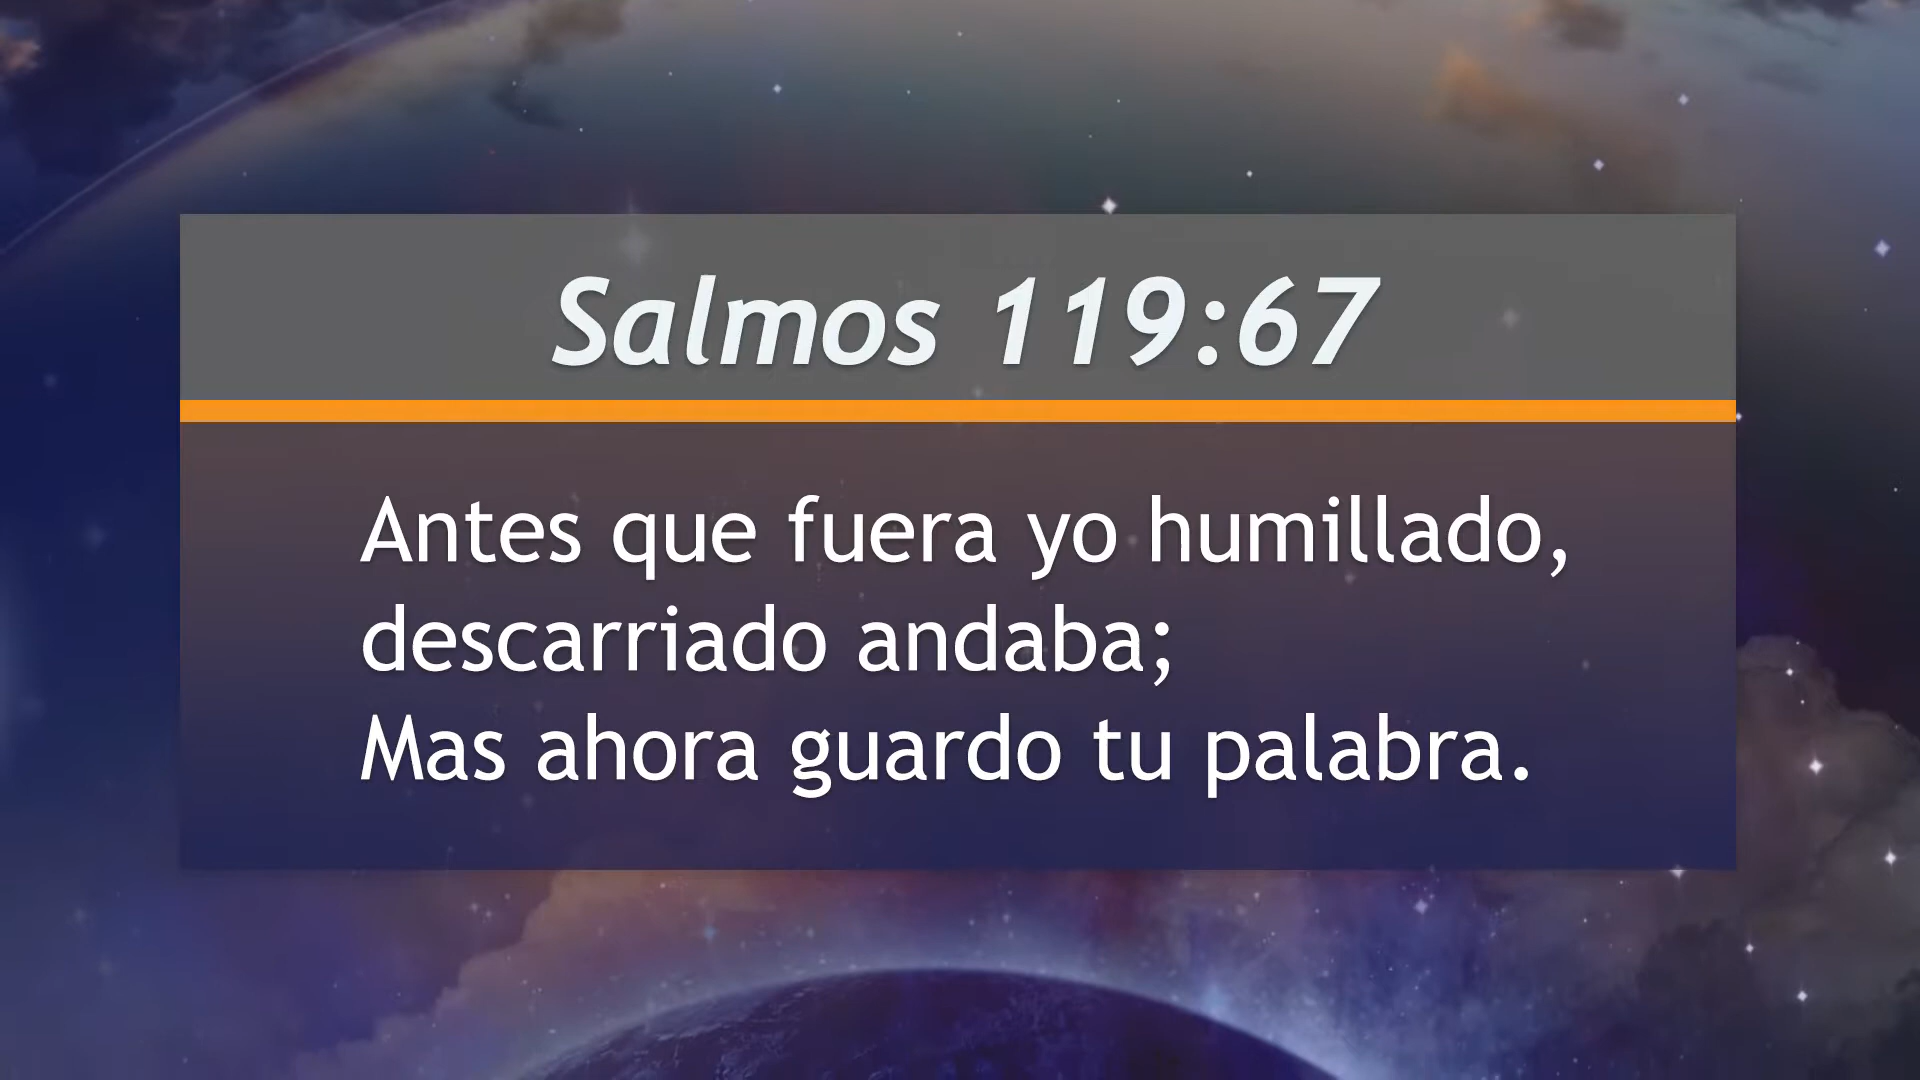 Salmos 119:67
Antes que fuera yo humillado,
descarriado andaba;
Mas ahora guardo tu palabra.